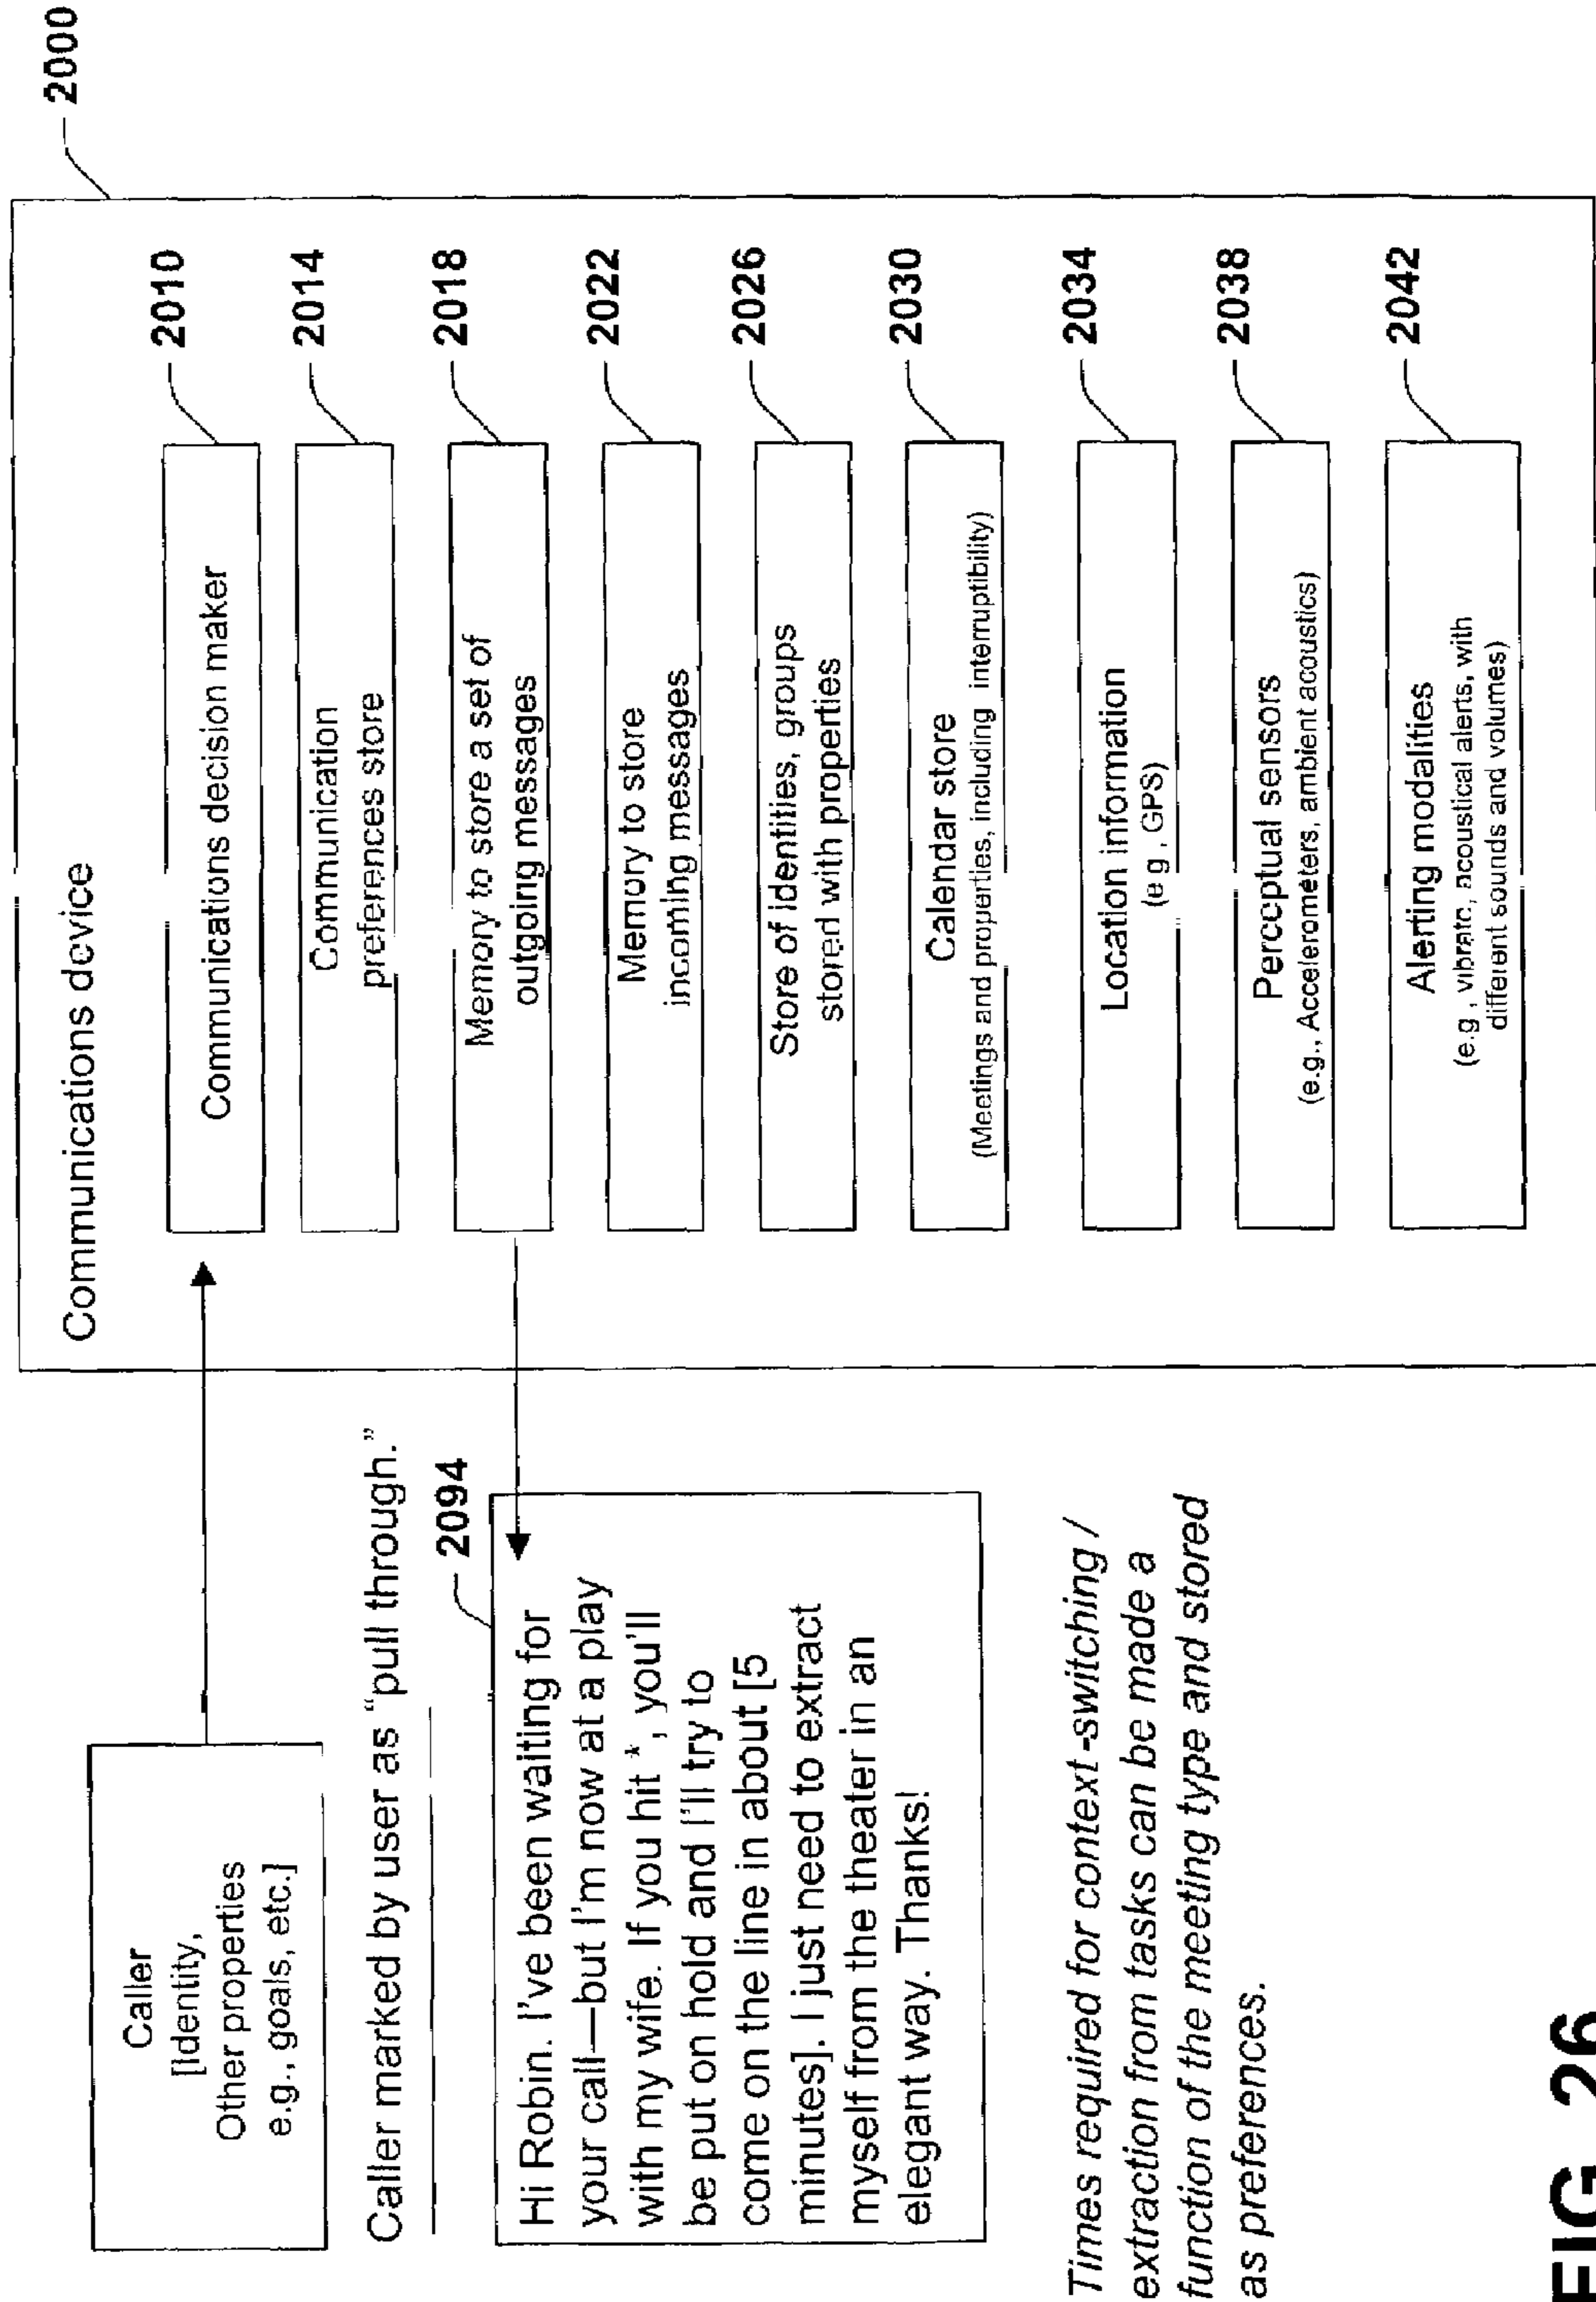 Caller
[Identity,
Other properties
e.g., goals, etc.]
Caller marked by user as “pull through.”
2094
Hi Robin. I've been waiting for
your call—but I'm now at a play
with my wife. If you hit *, you'll
be put on hold and I'll try to
come on the line in about [5
minutes]. I just need to extract
myself from the theater in an
elegant way. Thanks!
Times required for context-switching /
extraction from tasks can be made a
function of the meeting type and stored
as preferences.
Communications device
2000
Communications decision maker
2010
Communication
preferences store
2014
Memory to store a set of
outgoing messages
2018
Memory to store
incoming messages
2022
Store of identities, groups
stored with properties
2026
Calendar store
(Meetings and properties, including interruptibility)
2030
Location information
(e g , GPS)
2034
Perceptual sensors
(e.g., Accelerometers, ambient acoustics)
2038
Alerting modalities
(e.g , vibrate, acoustical alerts, with
different sounds and volumes)
2042
FIG 26